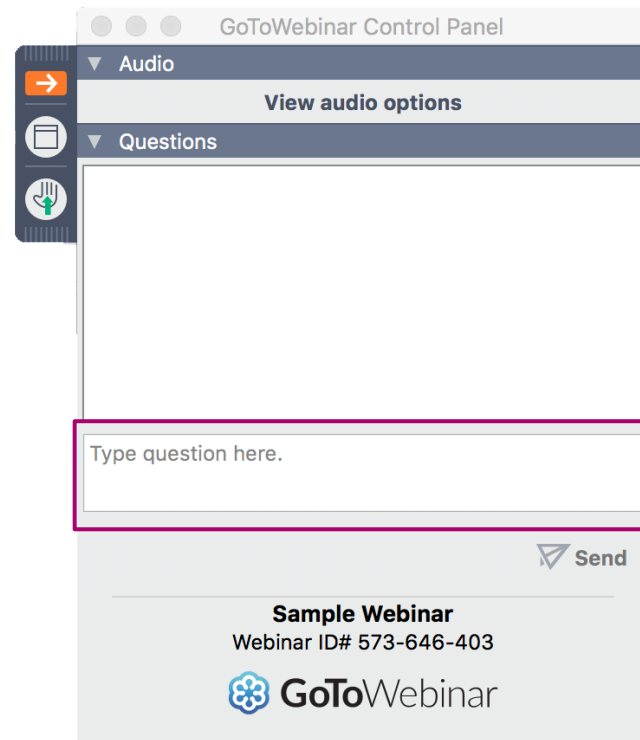 GoToWebinar Control Panel
Audio
View audio options
Questions
Type question here.
Send
Sample Webinar
Webinar ID# 573-646-403
GoToWebinar